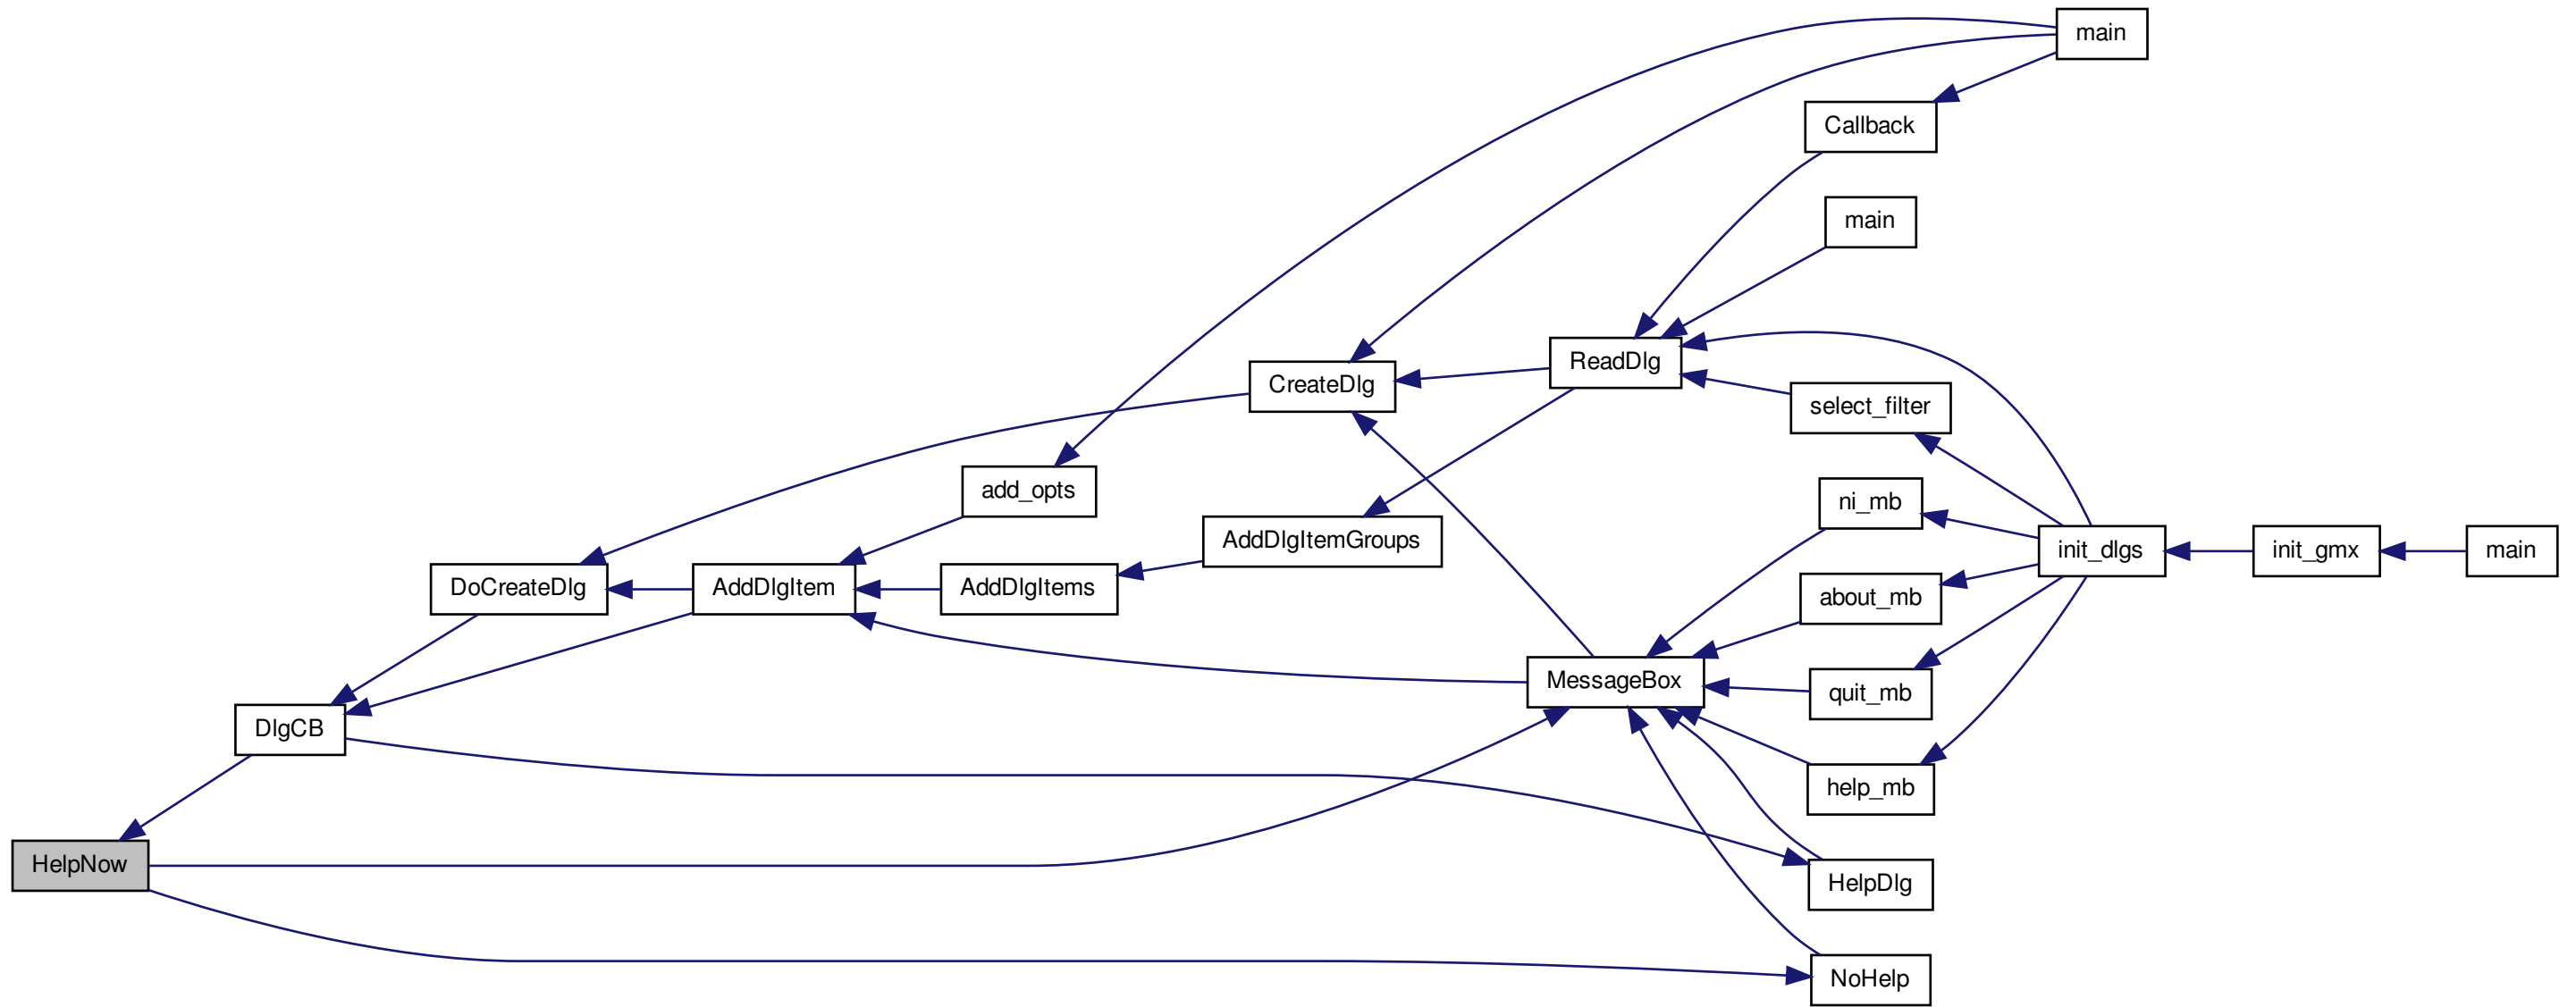 main
Callback
main
ReadDlg
CreateDlg
select_filter
add_opts
ni_mb
AddDlgItemGroups
init_dlgs
init_gmx
main
DoCreateDlg
AddDlgItem
AddDlgItems
about_mb
MessageBox
quit_mb
DlgCB
help_mb
HelpNow
HelpDlg
NoHelp